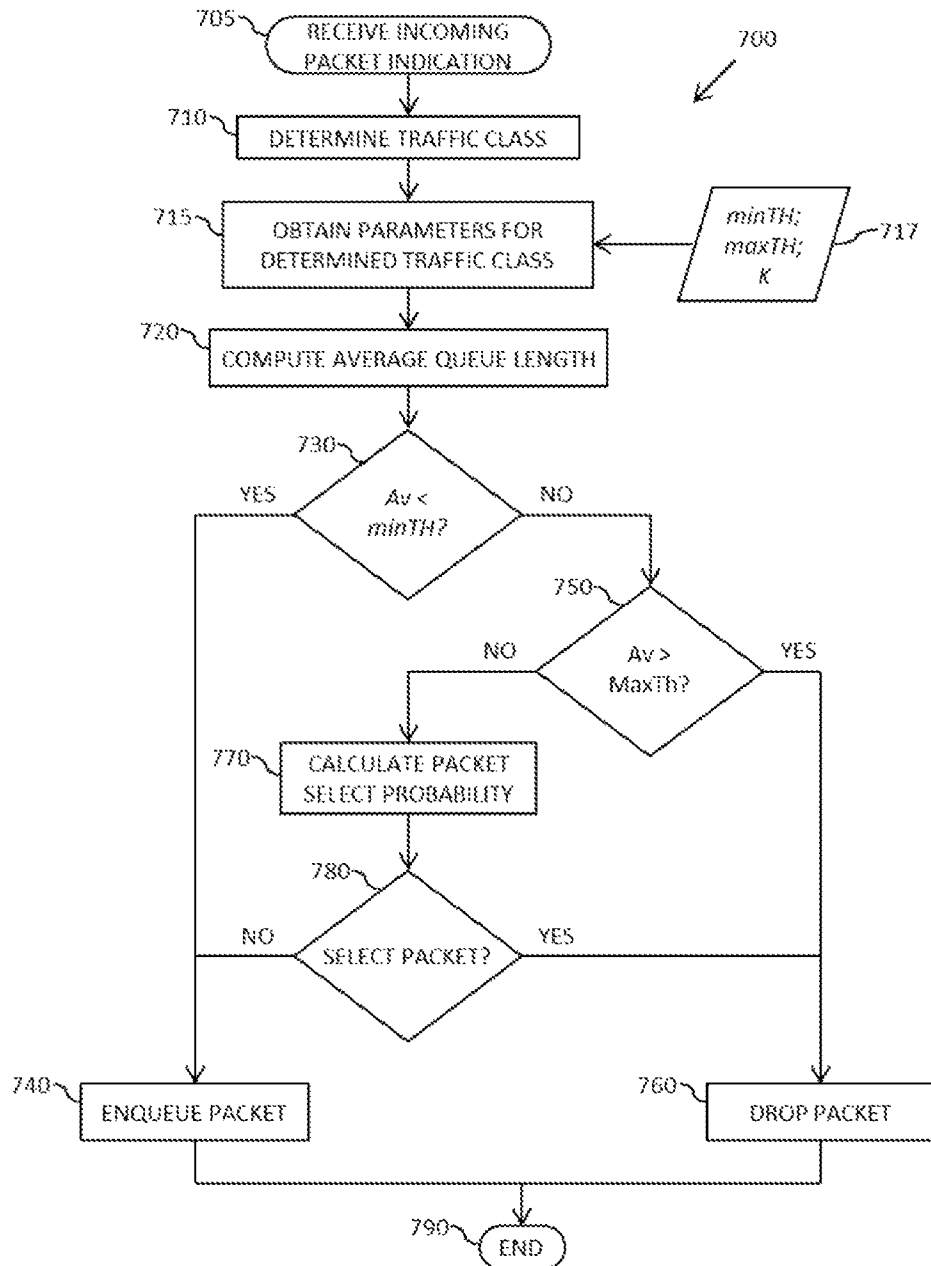 705
RECEIVE INCOMING
PACKET INDICATION
700
710
DETERMINE TRAFFIC CLASS
715
OBTAIN PARAMETERS FOR
DETERMINED TRAFFIC CLASS
minTH;
maxTH;
K
717
720
COMPUTE AVERAGE QUEUE LENGTH
730
YES
Av <
minTH?
NO
750
NO
Av >
MaxTh?
YES
770
CALCULATE PACKET
SELECT PROBABILITY
780
NO
SELECT PACKET?
YES
740
ENQUEUE PACKET
760
DROP PACKET
790
END